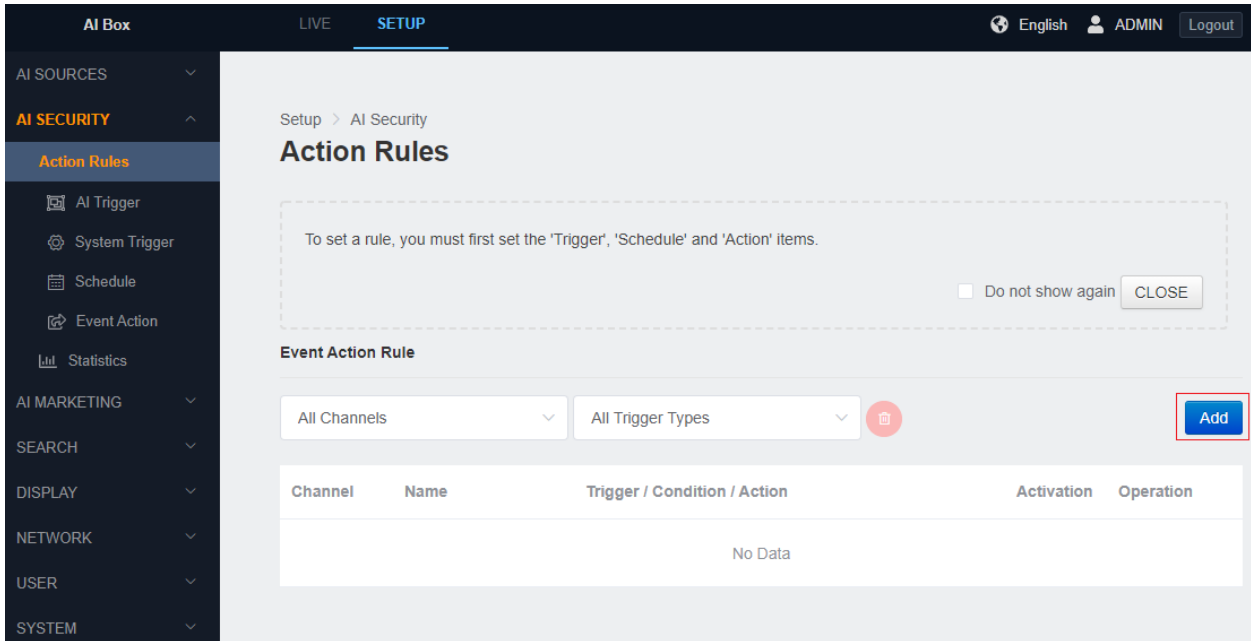 AI Box LIVE SETUP English ADMIN Logout
AI SOURCES
AI SECURITY
Action Rules
AI Trigger
System Trigger
Schedule
Event Action
Statistics
AI MARKETING
SEARCH
DISPLAY
NETWORK
USER
SYSTEM
Setup > AI Security
Action Rules
To set a rule, you must first set the 'Trigger', 'Schedule' and 'Action' items.
Do not show again CLOSE
Event Action Rule
All Channels All Trigger Types Add
Channel Name Trigger / Condition / Action Activation Operation
No Data